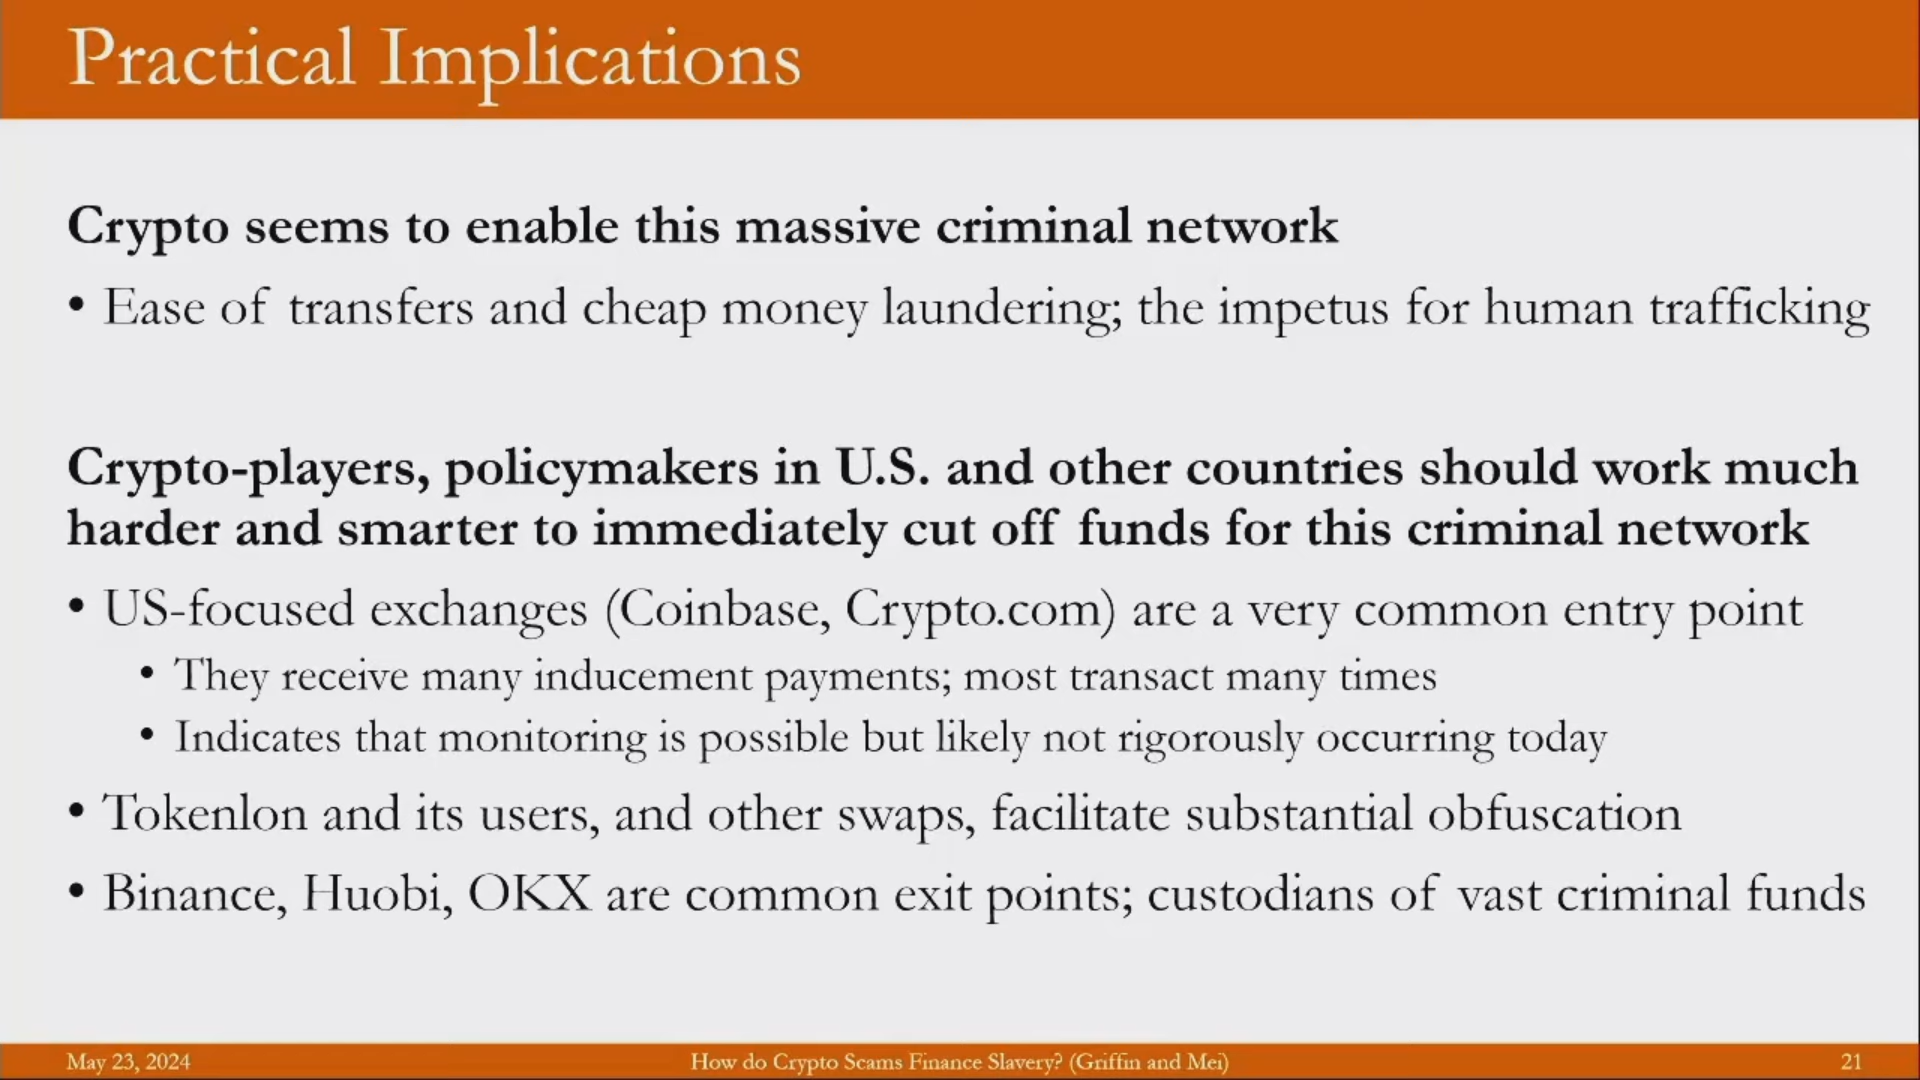 Practical Implications
Crypto seems to enable this massive criminal network
• Ease of transfers and cheap money laundering; the impetus for human trafficking
Crypto-players, policymakers in U.S. and other countries should work much
harder and smarter to immediately cut off funds for this criminal network
• US-focused exchanges (Coinbase, Crypto.com) are a very common entry point
• They receive many inducement payments; most transact many times
• Indicates that monitoring is possible but likely not rigorously occurring today
• Tokenlon and its users, and other swaps, facilitate substantial obfuscation
• Binance, Huobi, OKX are common exit points; custodians of vast criminal funds
May 23, 2024
How do Crypto Scams Finance Slavery? (Griffin and Mei)
21